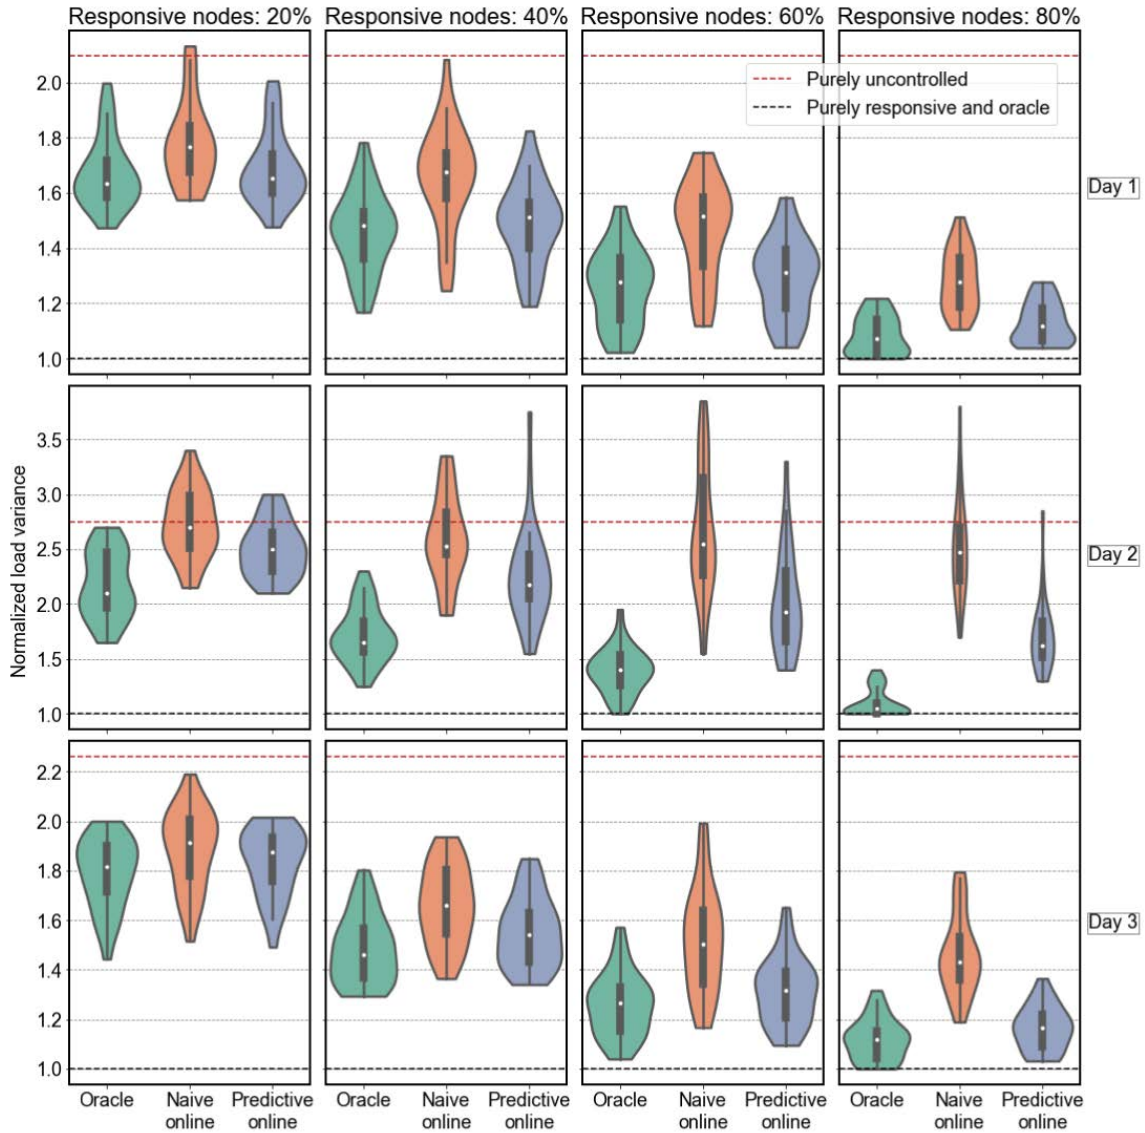 Responsive nodes: 20% Responsive nodes: 40% Responsive nodes: 60% Responsive nodes: 80%
Purely uncontrolled
Purely responsive and oracle
2.0
1.8
1.6
1.4
1.2
1.0
Day 1
Normalized load variance
3.5
3.0
2.5
2.0
1.5
1.0
Day 2
2.2
2.0
1.8
1.6
1.4
1.2
1.0
Day 3
Oracle Naive Predictive Oracle Naive Predictive Oracle Naive Predictive Oracle Naive Predictive
online online online online online online online online